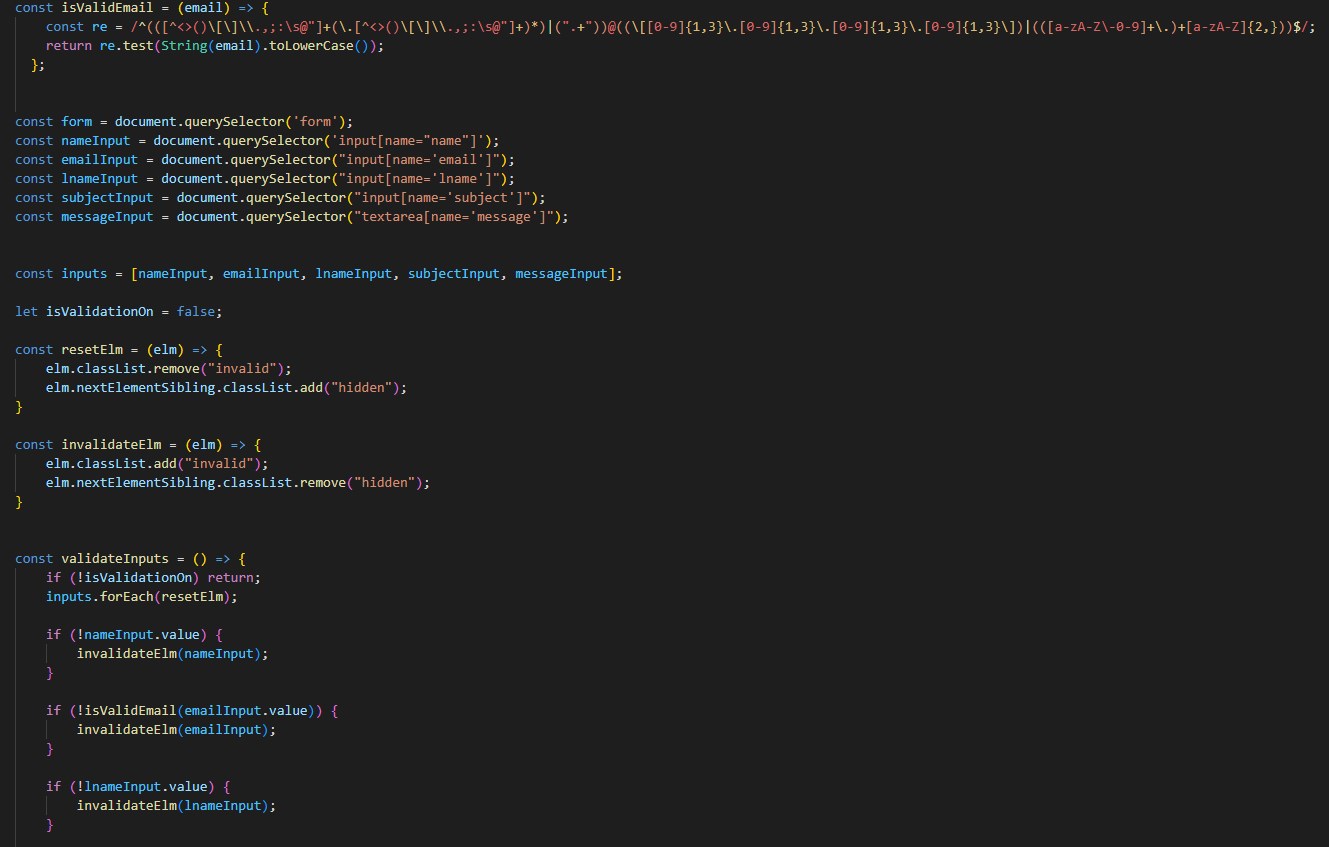 const isValidEmail = (email) => {
    const re = /^(([^<>()\[\]\\.,;:\s@"]+(\.[^<>()\[\]\\.,;:\s@"]+)*)|(".+"))@((\[[0-9]{1,3}\.[0-9]{1,3}\.[0-9]{1,3}\.[0-9]{1,3}\])|(([a-zA-Z\-0-9]+\.)+[a-zA-Z]{2,}))$/;
    return re.test(String(email).toLowerCase());
  };
const form = document.querySelector('form');
const nameInput = document.querySelector('input[name="name"]');
const emailInput = document.querySelector("input[name='email']");
const lnameInput = document.querySelector("input[name='lname']");
const subjectInput = document.querySelector("input[name='subject']");
const messageInput = document.querySelector("textarea[name='message']");
const inputs = [nameInput, emailInput, lnameInput, subjectInput, messageInput];
let isValidationOn = false;
const resetElm = (elm) => {
    elm.classList.remove("invalid");
    elm.nextElementSibling.classList.add("hidden");
}
const invalidateElm = (elm) => {
    elm.classList.add("invalid");
    elm.nextElementSibling.classList.remove("hidden");
}
const validateInputs = () => {
    if (!isValidationOn) return;
    inputs.forEach(resetElm);
    if (!nameInput.value) {
        invalidateElm(nameInput);
    }
    if (!isValidEmail(emailInput.value)) {
        invalidateElm(emailInput);
    }
    if (!lnameInput.value) {
        invalidateElm(lnameInput);
    }